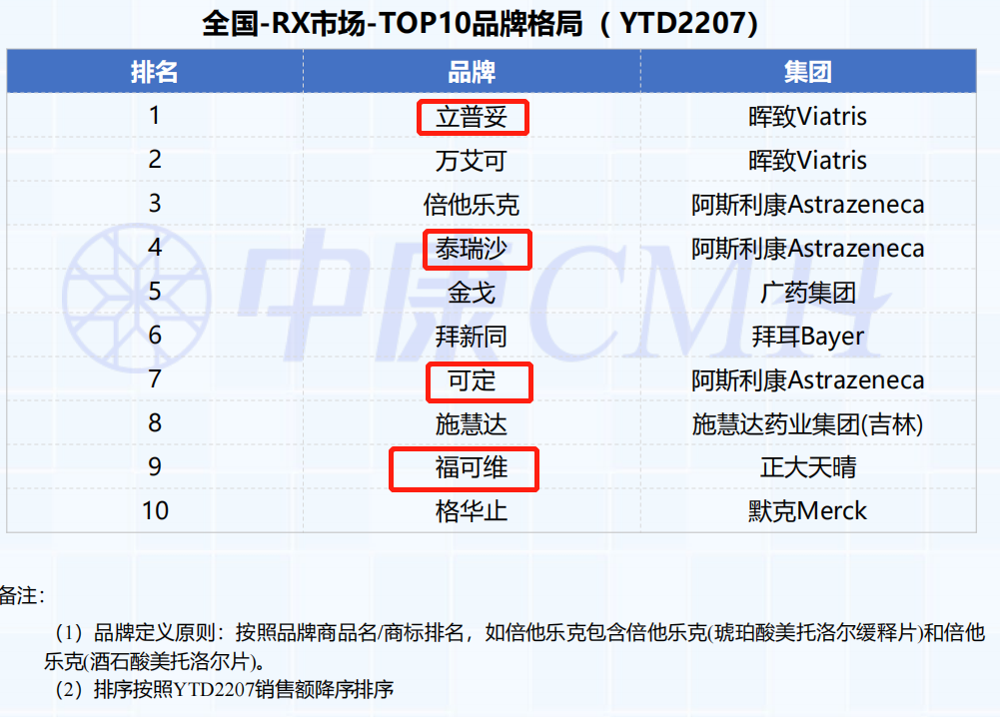 全国-RX市场-TOP10品牌格局（ YTD2207）
排名 品牌 集团
1 立普妥 晖致Viatris
2 万艾可 晖致Viatris
3 倍他乐克 阿斯利康Astrazeneca
4 泰瑞沙 阿斯利康Astrazeneca
5 金戈 广药集团
6 拜新同 拜耳Bayer
7 可定 阿斯利康Astrazeneca
8 施慧达 施慧达药业集团(吉林)
9 福可维 正大天晴
10 格华止 默克Merck
中康CMH
备注：
（1）品牌定义原则：按照品牌商品名/商标排名，如倍他乐克包含倍他乐克(琥珀酸美托洛尔缓释片)和倍他
乐克(酒石酸美托洛尔片)。
（2）排序按照YTD2207销售额降序排序